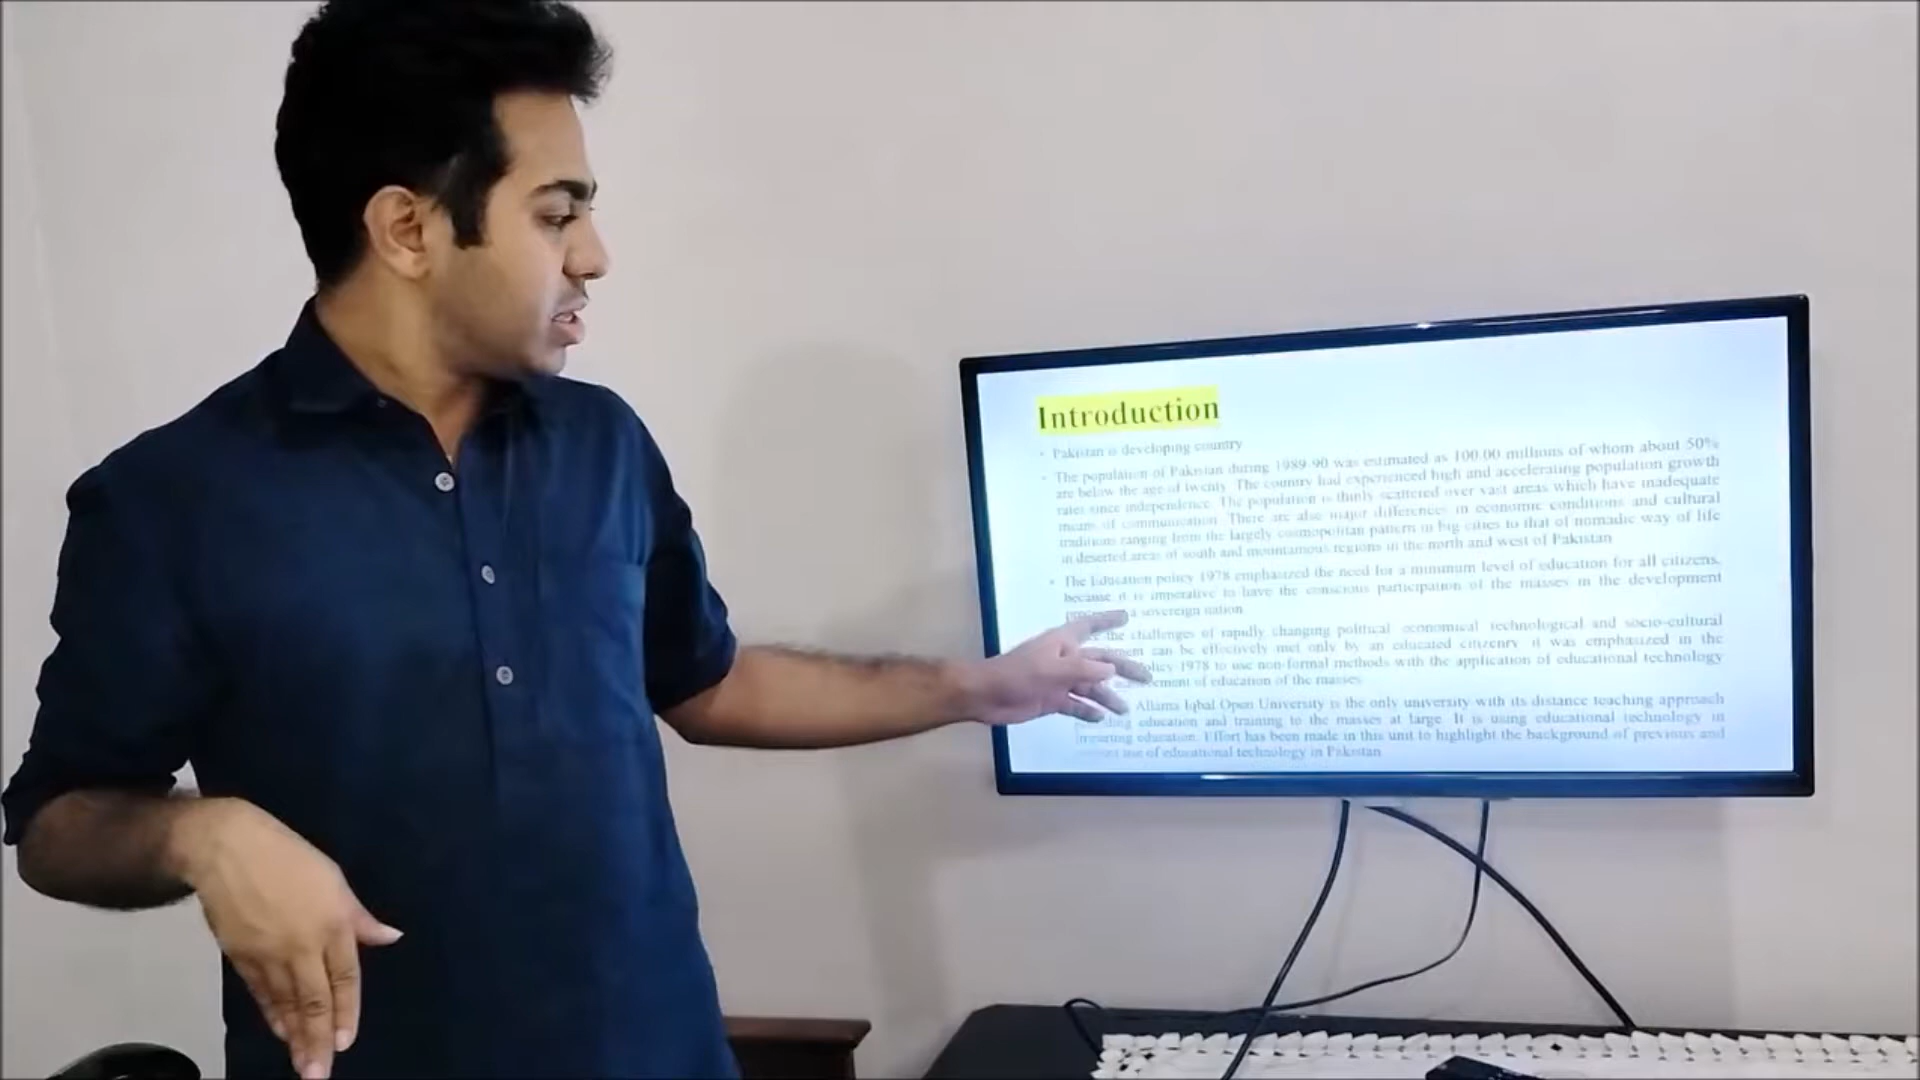 Introduction
Pakistan is developing country
The population of Pakistan during 1989-90 was estimated as 100.00 millions of whom about 50%
are below the age of twenty. The country had experienced high and accelerating population growth
rates since independence. The population is thinly scattered over vast areas which have inadequate
means of communication. There are also major differences in economic conditions and cultural
traditions ranging from the largely cosmopolitan pattern in big cities to that of nomadic way of life
in deserted areas of south and mountainous regions in the north and west of Pakistan
The Education policy 1978 emphasized the need for a minimum level of education for all citizens,
because it is imperative to have the conscious participation of the masses in the development
a sovereign nation
the challenges of rapidly changing political economical technological and socio-cultural
can be effectively met only by an educated citizenry it was emphasized in the
policy 1978 to use non-formal methods with the application of educational technology
of education of the masses
Allama Iqbal Open University is the only university with its distance teaching approach
education and training to the masses at large. It is using educational technology in
imparting education. Effort has been made in this unit to highlight the background of previous and
use of educational technology in Pakistan